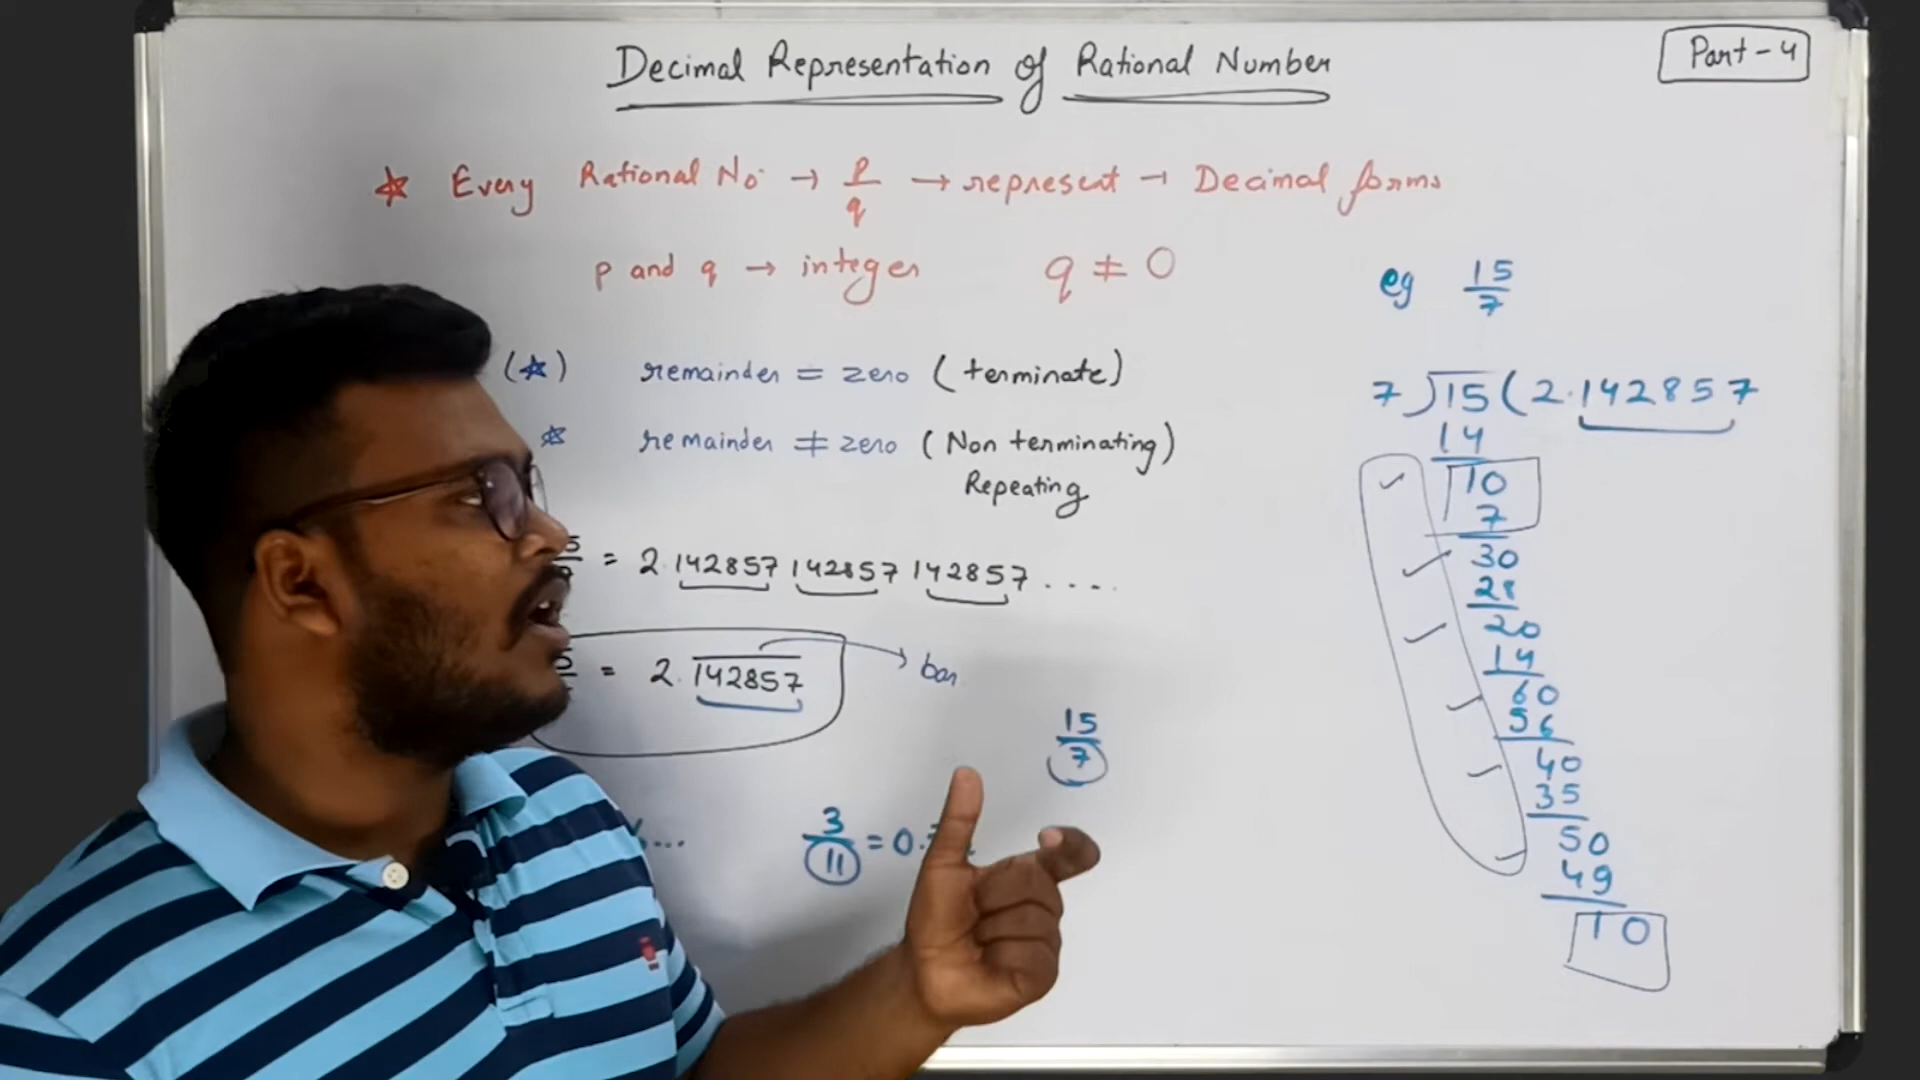 Decimal Representation of Rational Number
Part - 4
☆ Every Rational No → p/q → represent → Decimal forms
p and q → integer q ≠ 0
eg 15/7
(☆) remainder = zero (terminate)
☆ remainder ≠ zero (Non terminating)
Repeating
= 2.142857 142857 142857 ....
= 2.142857 → bar
15/7
...
3/11 = 0.
7)15(2.142857
14
10
7
30
28
20
14
60
56
40
35
50
49
10